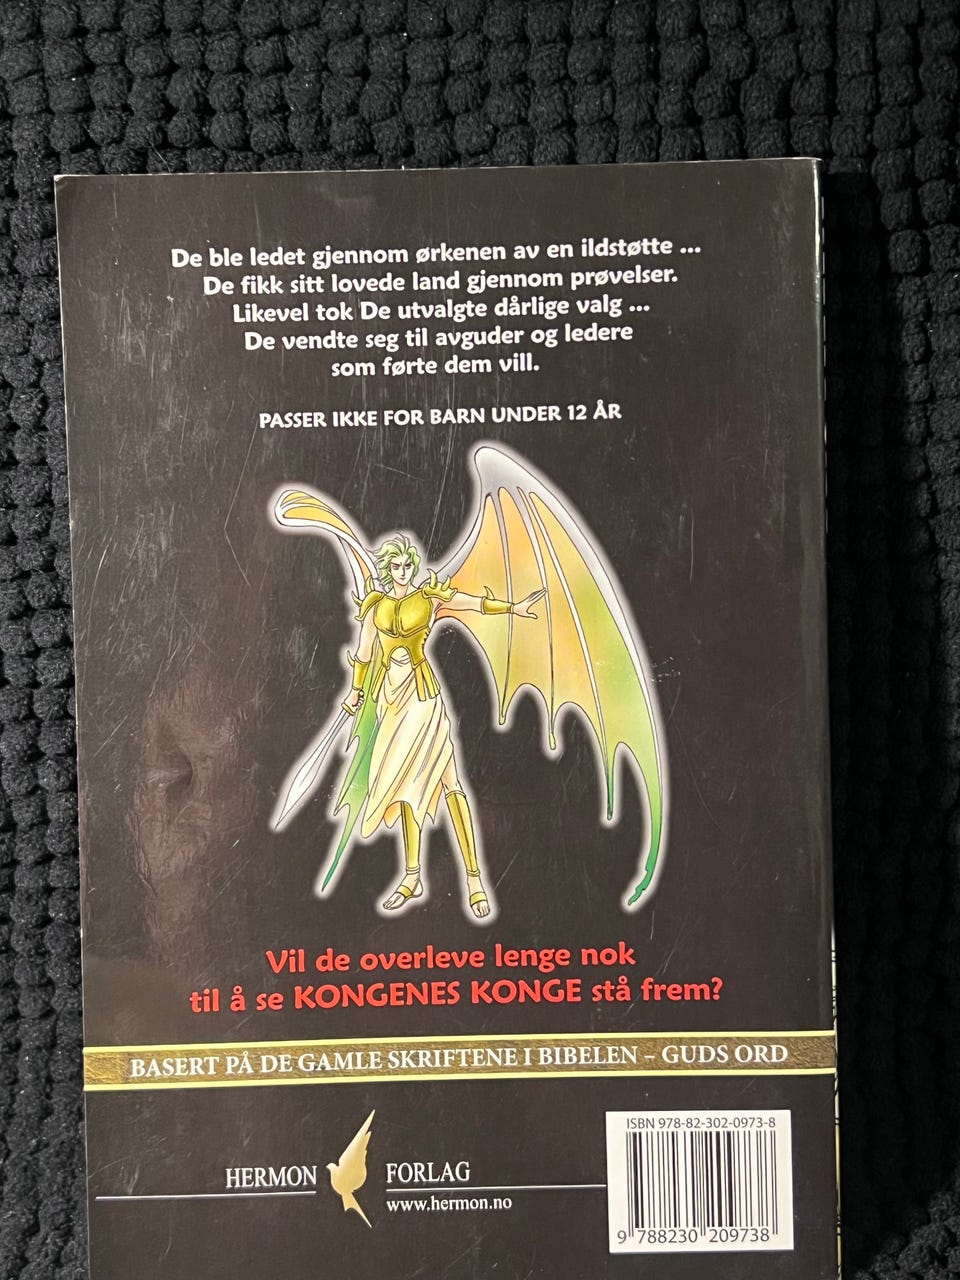 De ble ledet gjennom ørkenen av en ildstøtte ...
De fikk sitt lovede land gjennom prøvelser.
Likevel tok De utvalgte dårlige valg ...
De vendte seg til avguder og ledere
som førte dem vill.
PASSER IKKE FOR BARN UNDER 12 ÅR
Vil de overleve lenge nok
til å se KONGENES KONGE stå frem?
BASERT PÅ DE GAMLE SKRIFTENE I BIBELEN – GUDS ORD
HERMON FORLAG
www.hermon.no
ISBN 978-82-302-0973-8
9 788230 209738